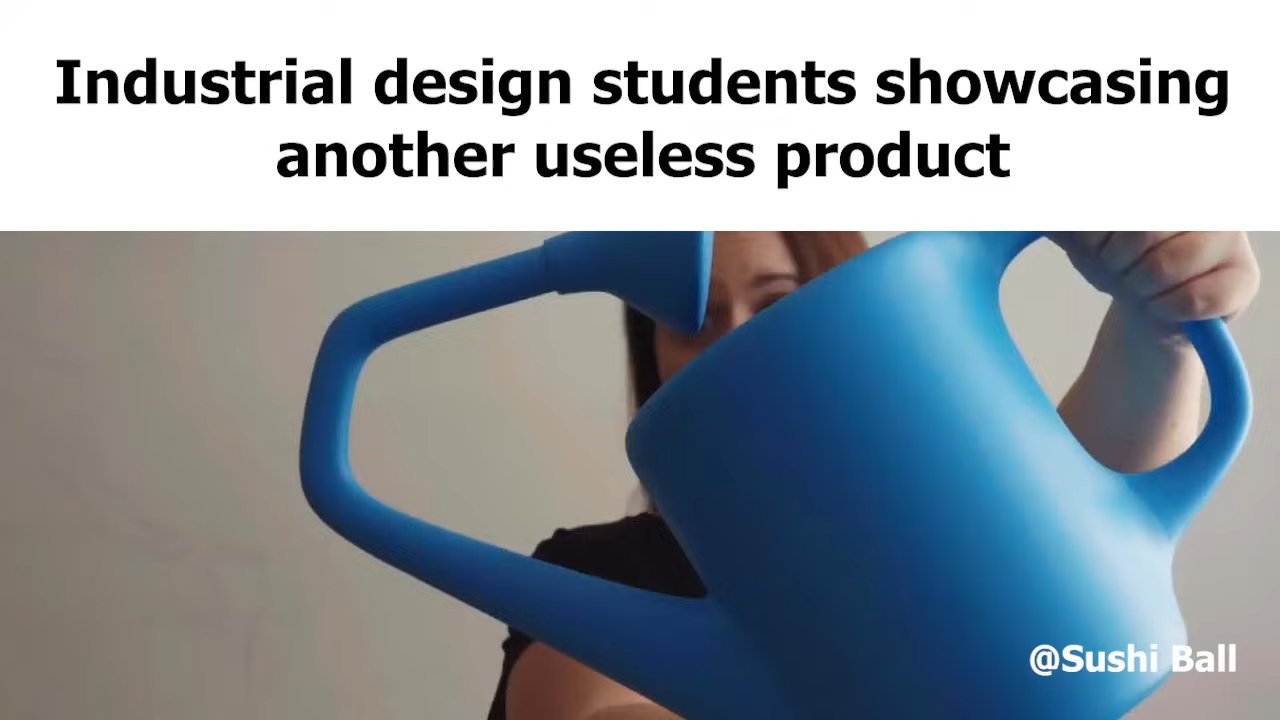 Industrial design students showcasing
another useless product
@Sushi Ball